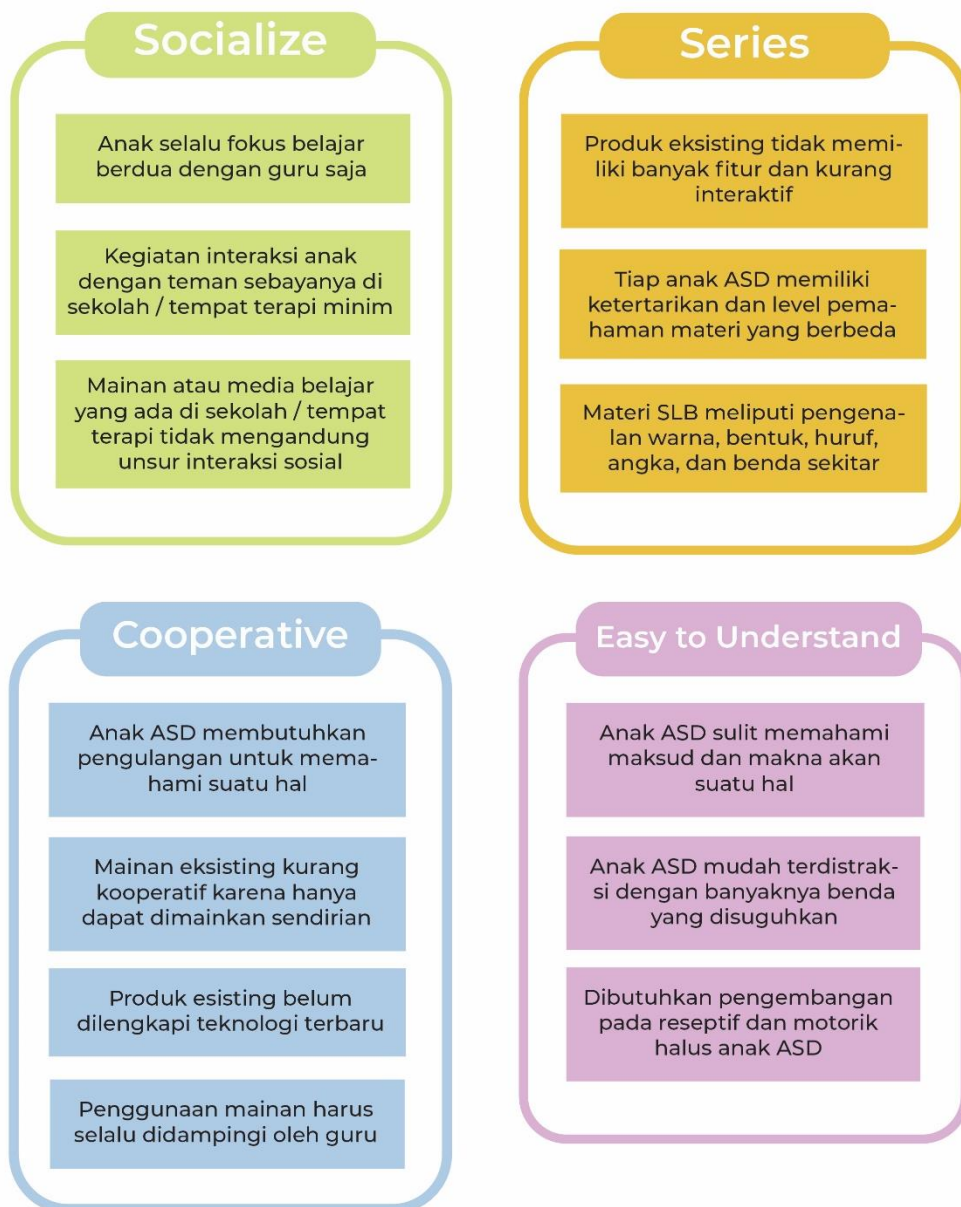 Socialize
Anak selalu fokus belajar
berdua dengan guru saja
Kegiatan interaksi anak
dengan teman sebayanya di
sekolah / tempat terapi minim
Mainan atau media belajar
yang ada di sekolah / tempat
terapi tidak mengandung
unsur interaksi sosial
Series
Produk eksisting tidak memi-
liki banyak fitur dan kurang
interaktif
Tiap anak ASD memiliki
ketertarikan dan level pema-
haman materi yang berbeda
Materi SLB meliputi pengena-
lan warna, bentuk, huruf,
angka, dan benda sekitar
Cooperative
Anak ASD membutuhkan
pengulangan untuk mema-
hami suatu hal
Mainan eksisting kurang
kooperatif karena hanya
dapat dimainkan sendirian
Produk esisting belum
dilengkapi teknologi terbaru
Penggunaan mainan harus
selalu didampingi oleh guru
Easy to Understand
Anak ASD sulit memahami
maksud dan makna akan
suatu hal
Anak ASD mudah terdistrak-
si dengan banyaknya benda
yang disuguhkan
Dibutuhkan pengembangan
pada reseptif dan motorik
halus anak ASD